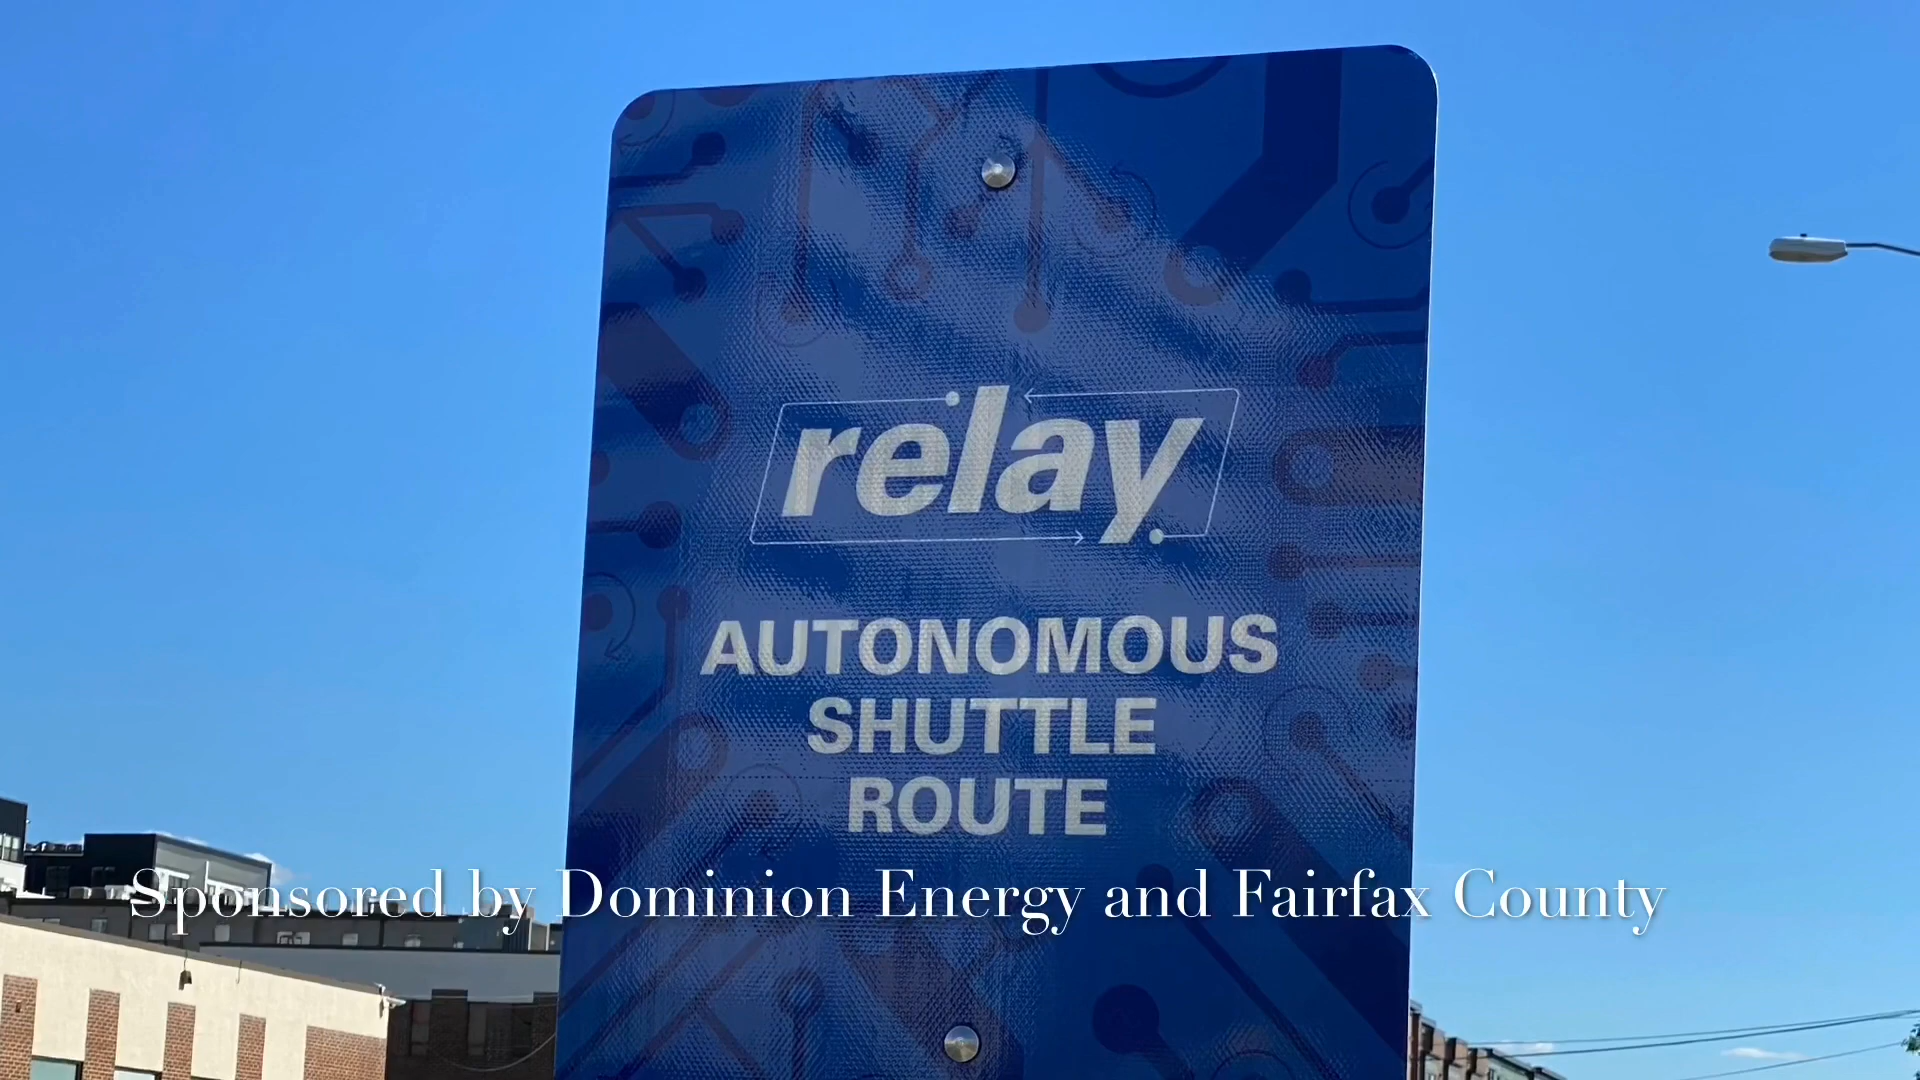 relay
AUTONOMOUS
SHUTTLE
ROUTE
Sponsored by Dominion Energy and Fairfax County